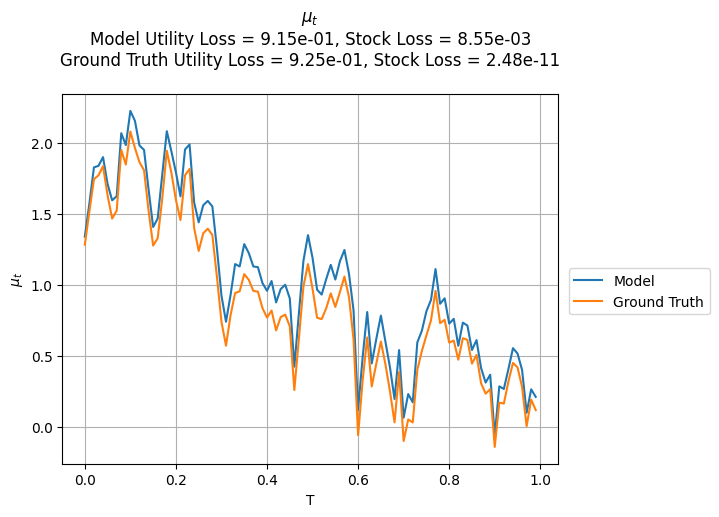 μₜ
Model Utility Loss = 9.15e-01, Stock Loss = 8.55e-03
Ground Truth Utility Loss = 9.25e-01, Stock Loss = 2.48e-11
2.0
1.5
1.0
0.5
0.0
μₜ
0.0 0.2 0.4 0.6 0.8 1.0
T
Model
Ground Truth